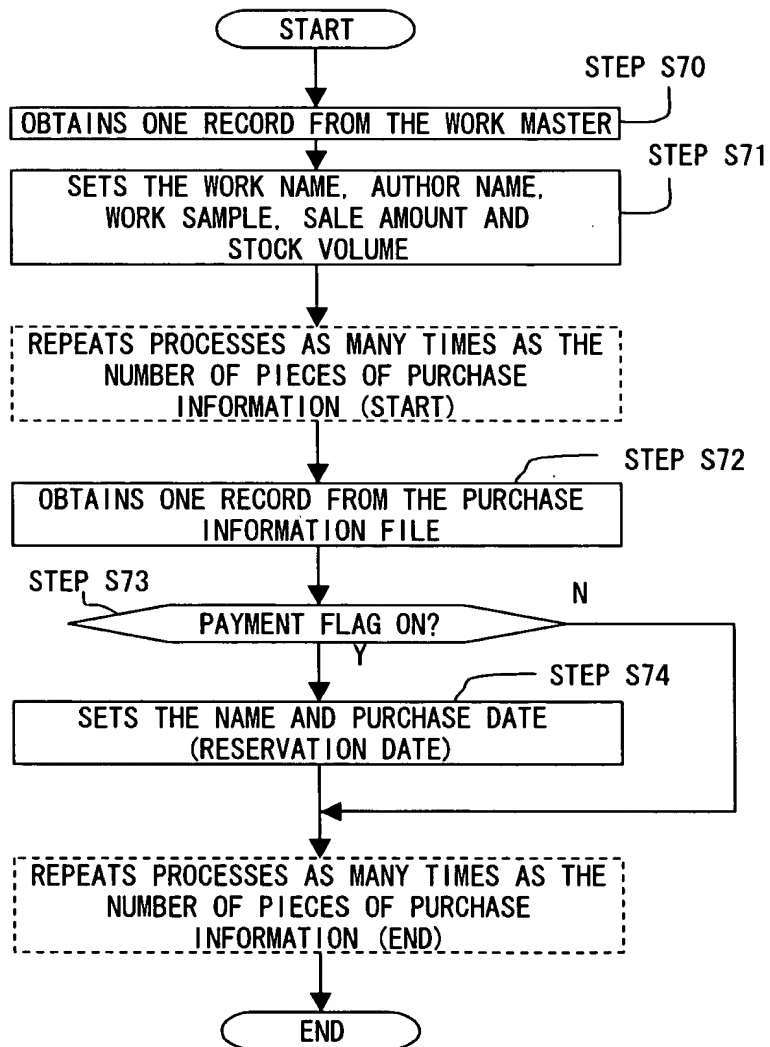 START
STEP S70
OBTAINS ONE RECORD FROM THE WORK MASTER
STEP S71
SETS THE WORK NAME, AUTHOR NAME,
WORK SAMPLE, SALE AMOUNT AND
STOCK VOLUME
REPEATS PROCESSES AS MANY TIMES AS THE
NUMBER OF PIECES OF PURCHASE
INFORMATION (START)
STEP S72
OBTAINS ONE RECORD FROM THE PURCHASE
INFORMATION FILE
STEP S73
N
PAYMENT FLAG ON?
Y
STEP S74
SETS THE NAME AND PURCHASE DATE
(RESERVATION DATE)
REPEATS PROCESSES AS MANY TIMES AS THE
NUMBER OF PIECES OF PURCHASE
INFORMATION (END)
END